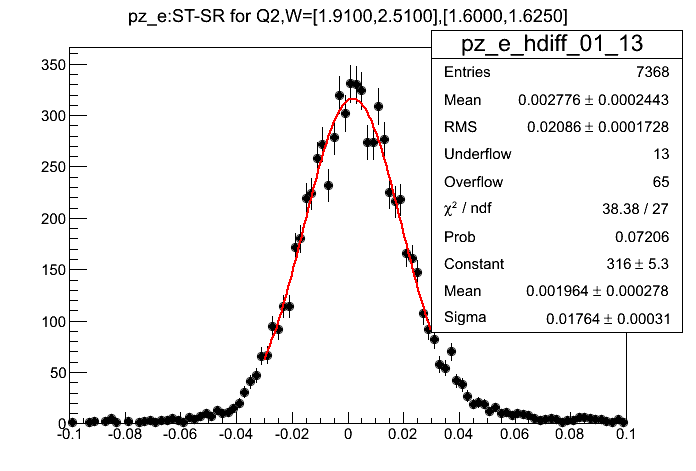 pz_e:ST-SR for Q2,W=[1.9100,2.5100],[1.6000,1.6250]
pz_e_hdiff_01_13
Entries 7368
Mean 0.002776 ± 0.0002443
RMS 0.02086 ± 0.0001728
Underflow 13
Overflow 65
χ² / ndf 38.38 / 27
Prob 0.07206
Constant 316 ± 5.3
Mean 0.001964 ± 0.000278
Sigma 0.01764 ± 0.00031
350
300
250
200
150
100
50
0
-0.1 -0.08 -0.06 -0.04 -0.02 0 0.02 0.04 0.06 0.08 0.1